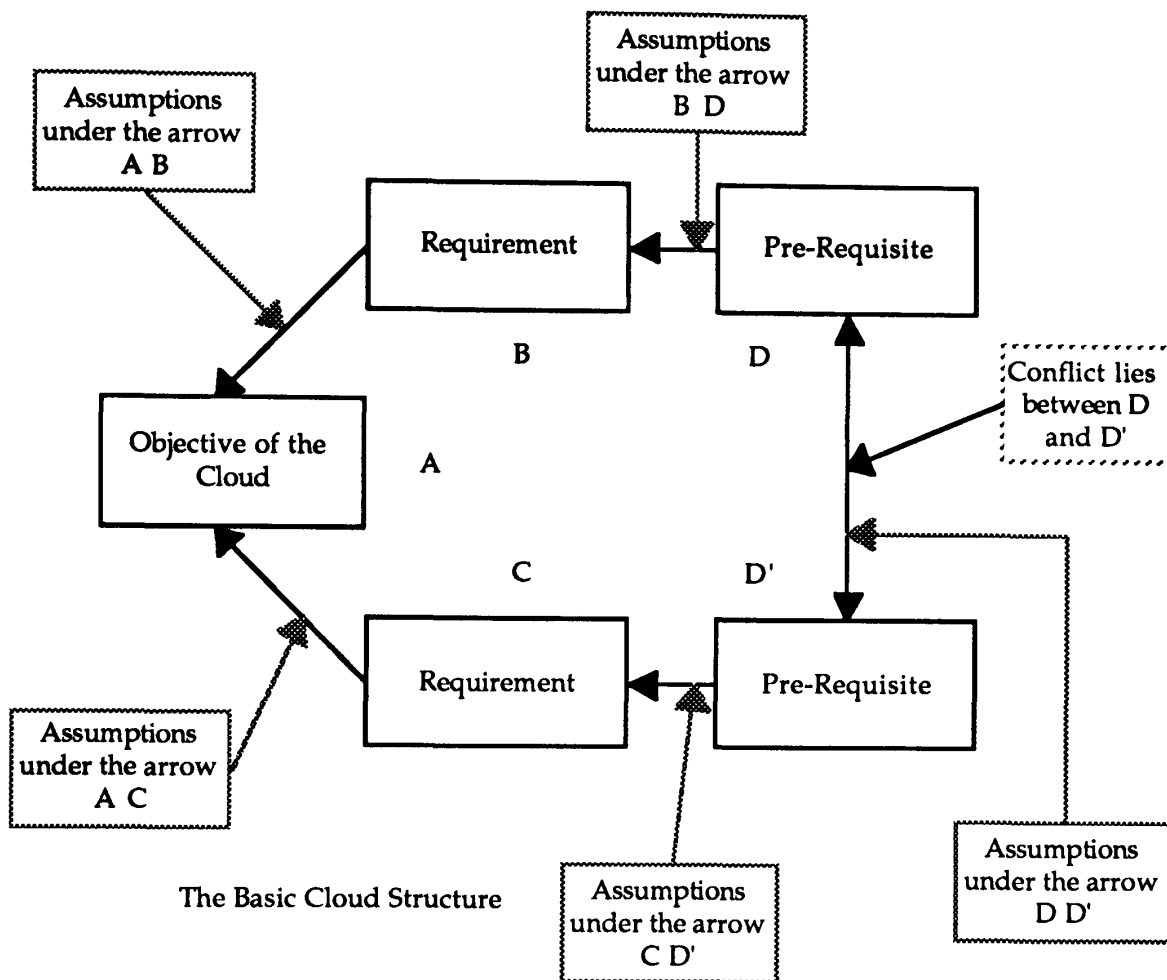 Assumptions
under the arrow
B D
Assumptions
under the arrow
A B
Requirement
Pre-Requisite
B
D
Conflict lies
between D
and D'
Objective of the
Cloud
A
C
D'
Requirement
Pre-Requisite
Assumptions
under the arrow
A C
The Basic Cloud Structure
Assumptions
under the arrow
C D'
Assumptions
under the arrow
D D'